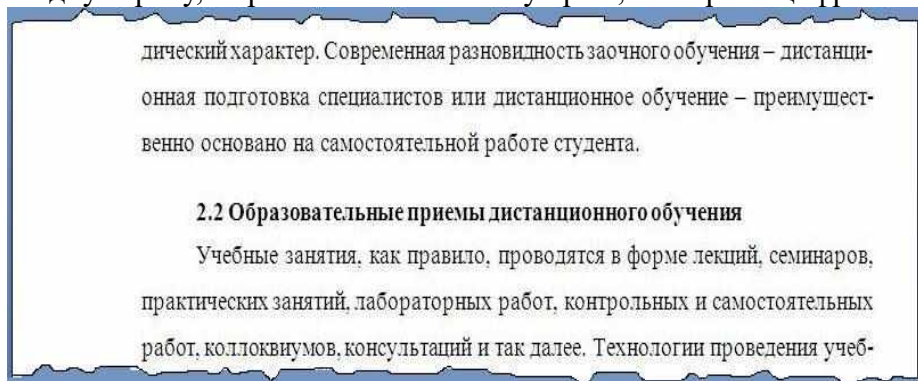 дический характер. Современная разновидность заочного обучения – дистанци-
онная подготовка специалистов или дистанционное обучение – преимущест-
венно основано на самостоятельной работе студента.
2.2 Образовательные приемы дистанционного обучения
Учебные занятия, как правило, проводятся в форме лекций, семинаров,
практических занятий, лабораторных работ, контрольных и самостоятельных
работ, коллоквиумов, консультаций и так далее. Технологии проведения учеб-